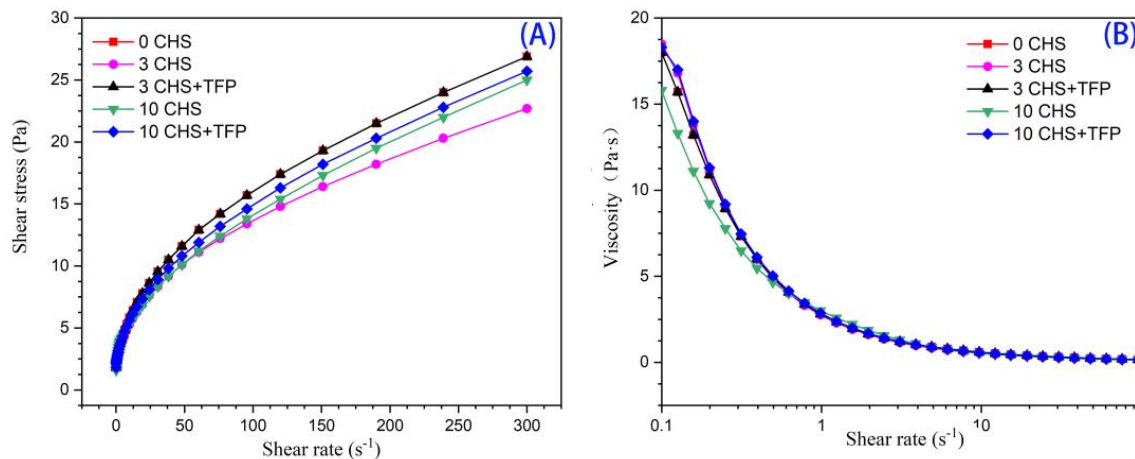 (A)
0 CHS
3 CHS
3 CHS+TFP
10 CHS
10 CHS+TFP
Shear stress (Pa)
30
25
20
15
10
5
0
0 50 100 150 200 250 300
Shear rate (s⁻¹)
(B)
0 CHS
3 CHS
3 CHS+TFP
10 CHS
10 CHS+TFP
Viscosity（Pa·s)
20
15
10
5
0
0.1 1 10
Shear rate (s⁻¹)